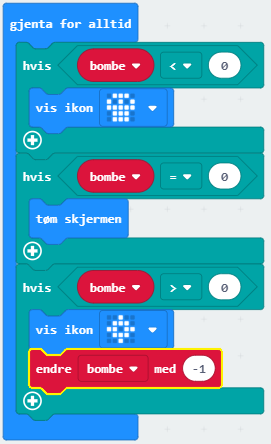 gjenta for alltid
hvis bombe < 0
vis ikon
hvis bombe = 0
tøm skjermen
hvis bombe > 0
vis ikon
endre bombe med -1